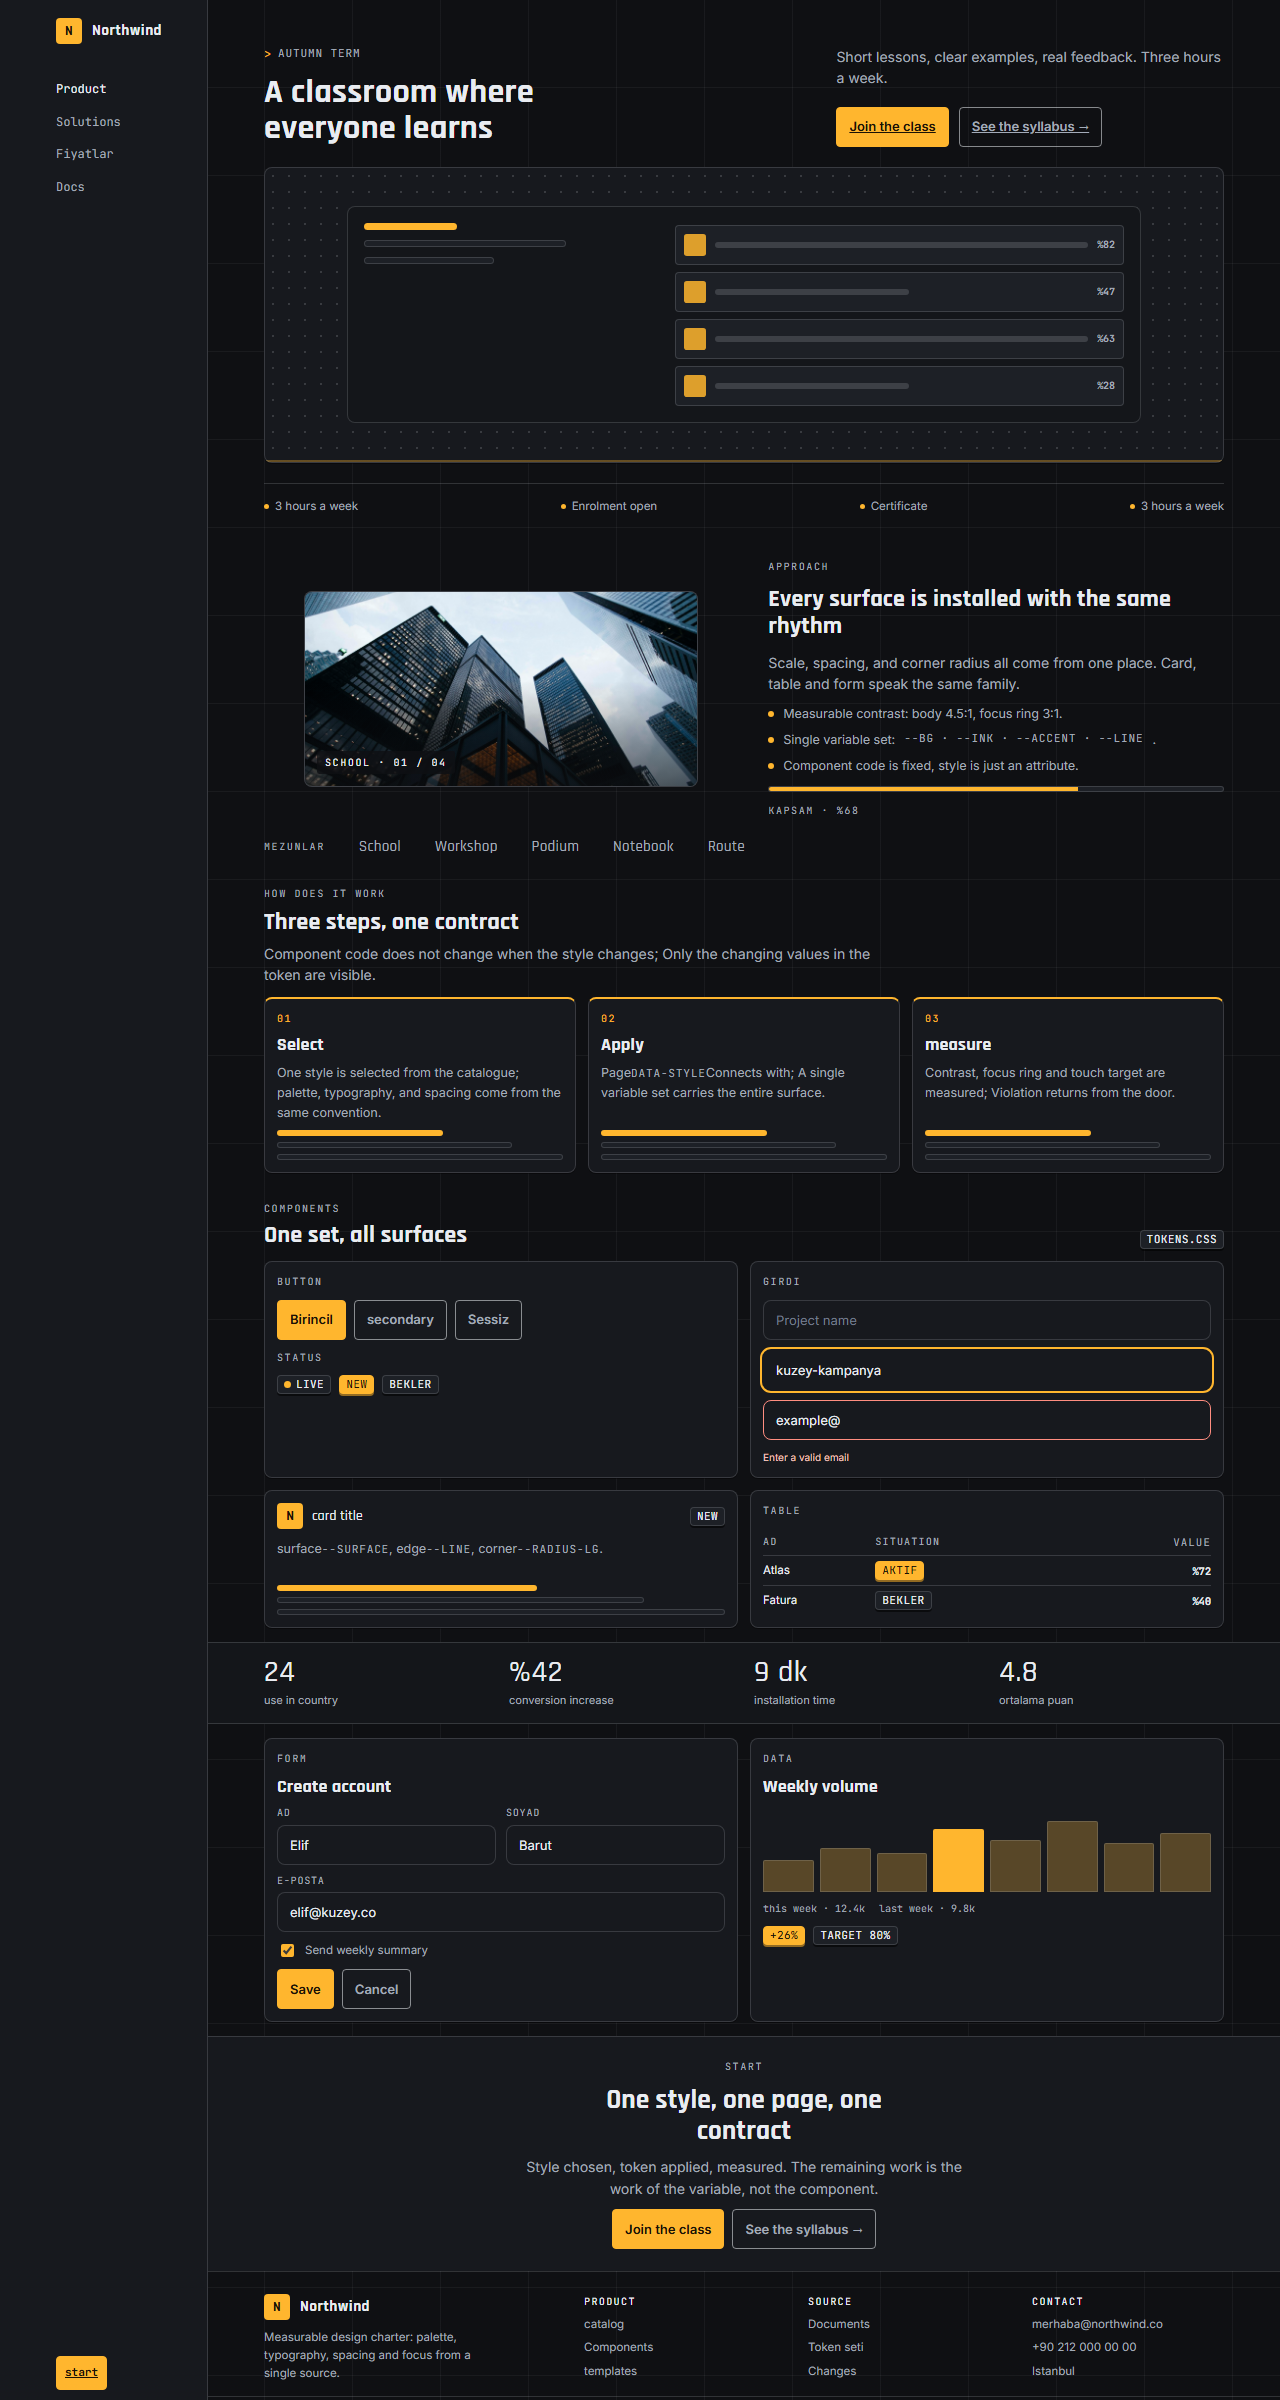 N Northwind
Product
Solutions
Fiyatlar
Docs
start
> AUTUMN TERM
A classroom where
everyone learns
Short lessons, clear examples, real feedback. Three hours
a week.
Join the class
See the syllabus →
%82
%47
%63
%28
3 hours a week
Enrolment open
Certificate
3 hours a week
SCHOOL · 01 / 04
APPROACH
Every surface is installed with the same
rhythm
Scale, spacing, and corner radius all come from one place. Card,
table and form speak the same family.
Measurable contrast: body 4.5:1, focus ring 3:1.
Single variable set: --BG · --INK · --ACCENT · --LINE .
Component code is fixed, style is just an attribute.
KAPSAM · %68
MEZUNLAR School Workshop Podium Notebook Route
HOW DOES IT WORK
Three steps, one contract
Component code does not change when the style changes; Only the changing values in the
token are visible.
01
Select
One style is selected from the catalogue;
palette, typography, and spacing come from the
same convention.
02
Apply
PageDATA-STYLEConnects with; A single
variable set carries the entire surface.
03
measure
Contrast, focus ring and touch target are
measured; Violation returns from the door.
COMPONENTS
One set, all surfaces
TOKENS.CSS
BUTTON
Birincil
secondary
Sessiz
STATUS
LIVE
NEW
BEKLER
GIRDI
Project name
kuzey-kampanya
example@
Enter a valid email
N card title
NEW
surface--SURFACE, edge--LINE, corner--RADIUS-LG.
TABLE
AD SITUATION VALUE
Atlas AKTIF %72
Fatura BEKLER %40
24
use in country
%42
conversion increase
9 dk
installation time
4.8
ortalama puan
FORM
Create account
AD
Elif
SOYAD
Barut
E-POSTA
elif@kuzey.co
Send weekly summary
Save
Cancel
DATA
Weekly volume
this week · 12.4k last week · 9.8k
+26%
TARGET 80%
START
One style, one page, one
contract
Style chosen, token applied, measured. The remaining work is the
work of the variable, not the component.
Join the class
See the syllabus →
N Northwind
Measurable design charter: palette,
typography, spacing and focus from a
single source.
PRODUCT
catalog
Components
templates
SOURCE
Documents
Token seti
Changes
CONTACT
merhaba@northwind.co
+90 212 000 00 00
Istanbul